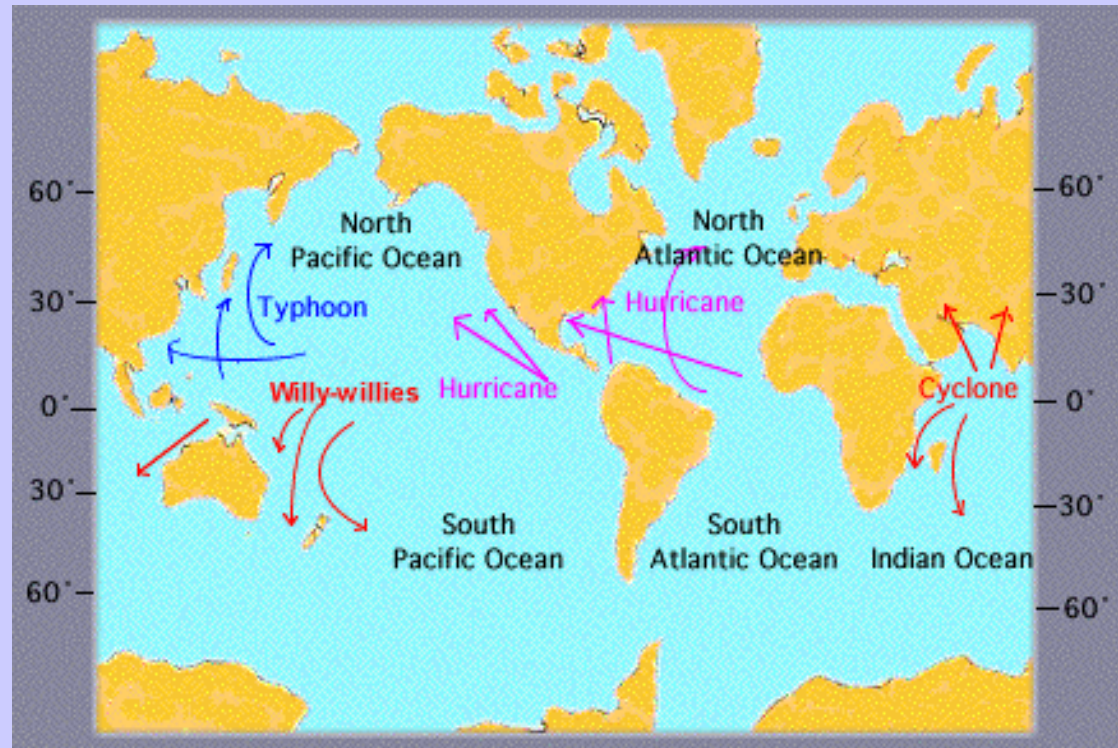 60˚
30˚
0˚
30˚
60˚
North
Pacific Ocean
North
Atlantic Ocean
Typhoon
Hurricane
Willy-willies
Hurricane
Cyclone
South
Pacific Ocean
South
Atlantic Ocean
Indian Ocean
60˚
30˚
0˚
30˚
60˚